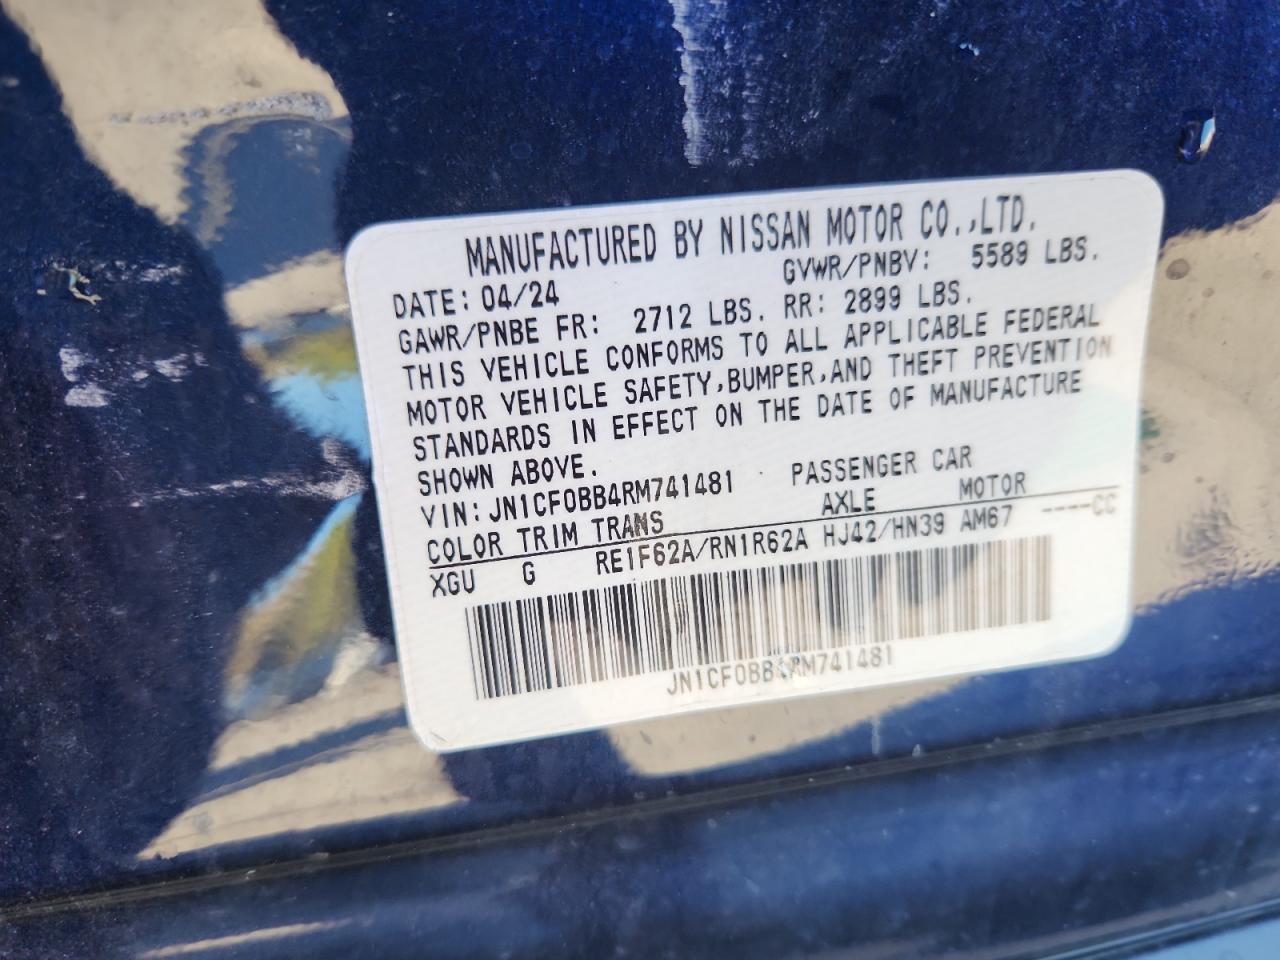 MANUFACTURED BY NISSAN MOTOR CO.,LTD.
DATE: 04/24 GVWR/PNBV: 5589 LBS.
GAWR/PNBE FR: 2712 LBS. RR: 2899 LBS.
THIS VEHICLE CONFORMS TO ALL APPLICABLE FEDERAL
MOTOR VEHICLE SAFETY,BUMPER,AND THEFT PREVENTION
STANDARDS IN EFFECT ON THE DATE OF MANUFACTURE
SHOWN ABOVE.
VIN: JN1CF0BB4RM741481 PASSENGER CAR
COLOR TRIM TRANS AXLE MOTOR
XGU G RE1F62A/RN1R62A HJ42/HN39 AM67 ----CC
JN1CF0BB4RM741481